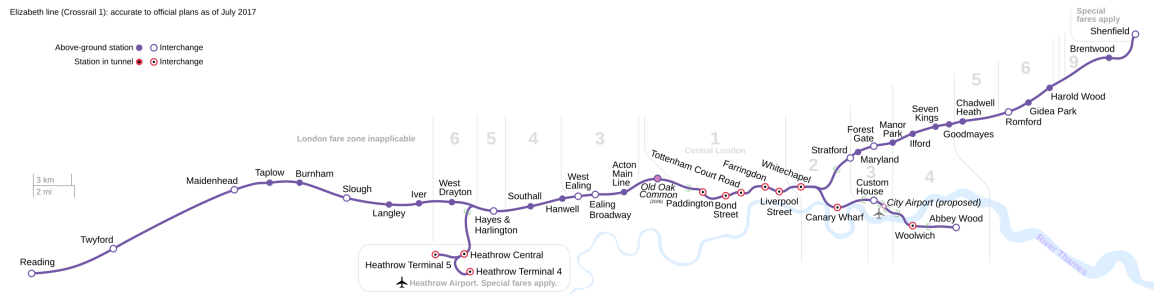 Elizabeth line (Crossrail 1): accurate to official plans as of July 2017
Special
fares apply
Shenfield
Above-ground station
Interchange
Station in tunnel
Interchange
Brentwood
9
6
5
Harold Wood
Gidea Park
Romford
Chadwell
Heath
Goodmayes
Seven
Kings
Ilford
Manor
Park
Forest
Gate
Maryland
Stratford
London fare zone inapplicable
6
5
4
3
1
Central London
2
3
4
Whitechapel
Liverpool
Street
Farringdon
Tottenham Court Road
Bond
Street
Paddington
Old Oak
Common
(2026)
Acton
Main
Line
Ealing
Broadway
West
Ealing
Hanwell
Southall
Hayes &
Harlington
West
Drayton
Iver
Langley
Slough
Burnham
Taplow
Maidenhead
Twyford
Reading
3 km
2 mi
Custom
House
City Airport (proposed)
Canary Wharf
Woolwich
Abbey Wood
River Thames
Heathrow Central
Heathrow Terminal 5
Heathrow Terminal 4
Heathrow Airport. Special fares apply.